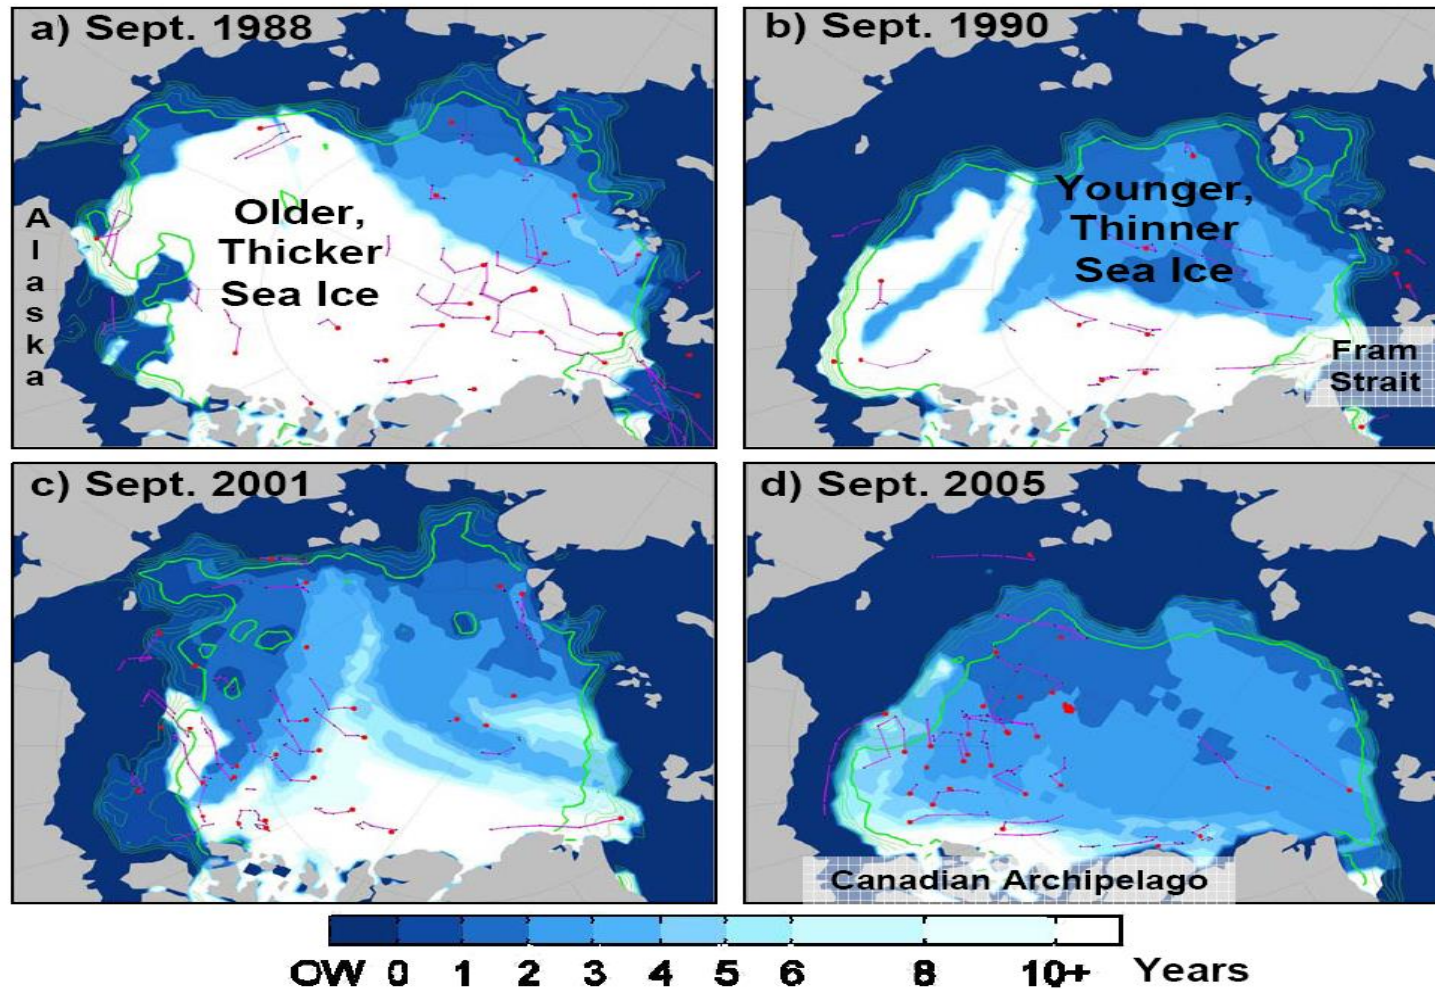 a) Sept. 1988
Alaska
Older,
Thicker
Sea Ice
b) Sept. 1990
Younger,
Thinner
Sea Ice
Fram
Strait
c) Sept. 2001
d) Sept. 2005
Canadian Archipelago
OW 0 1 2 3 4 5 6 8 10+ Years